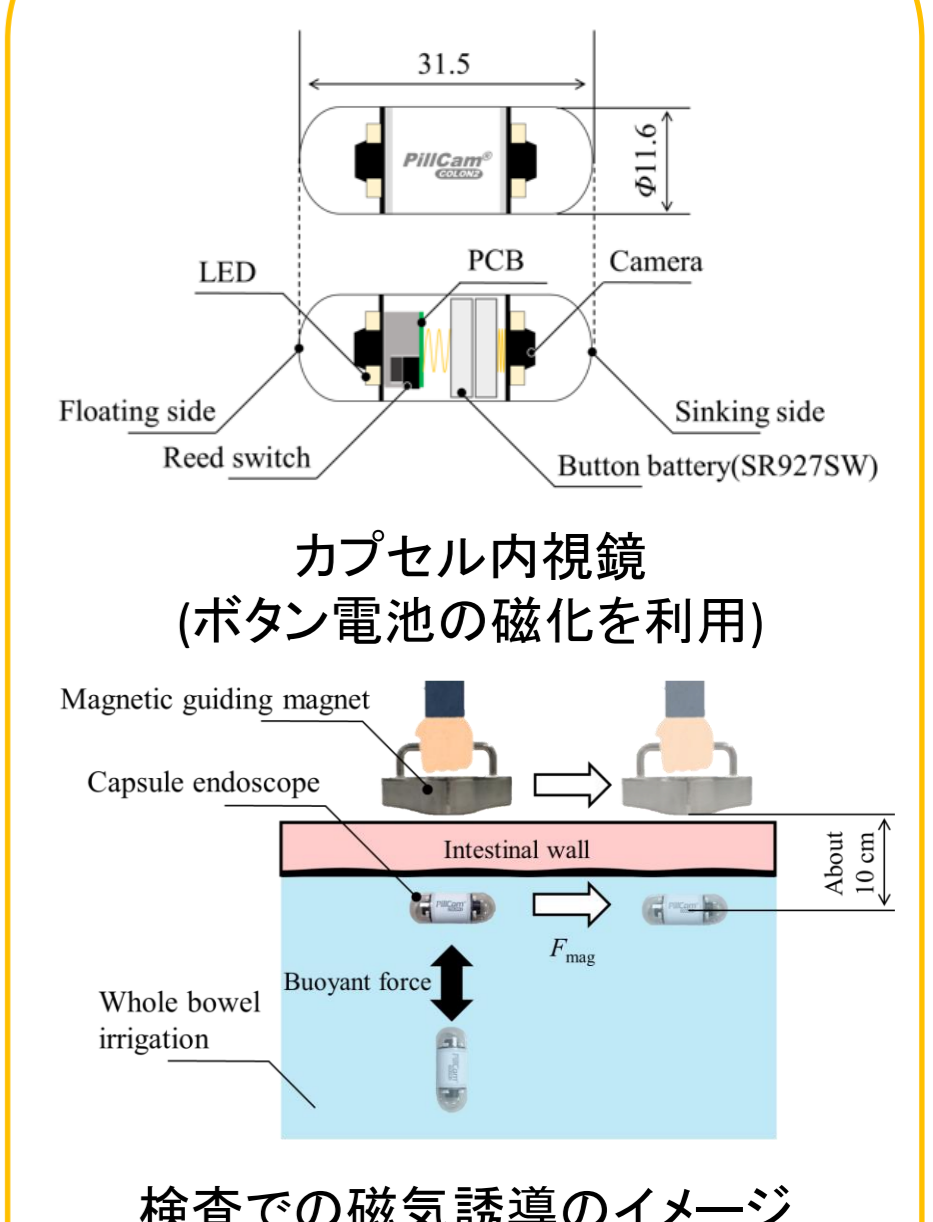 31.5
Φ11.6
PillCam®
COLON2
LED
PCB
Camera
Floating side
Sinking side
Reed switch
Button battery(SR927SW)
カプセル内視鏡
(ボタン電池の磁化を利用)
Magnetic guiding magnet
Capsule endoscope
Intestinal wall
About
10 cm
PillCam
Fmag
Buoyant force
Whole bowel
irrigation
PillCam
検査での磁気誘導のイメージ